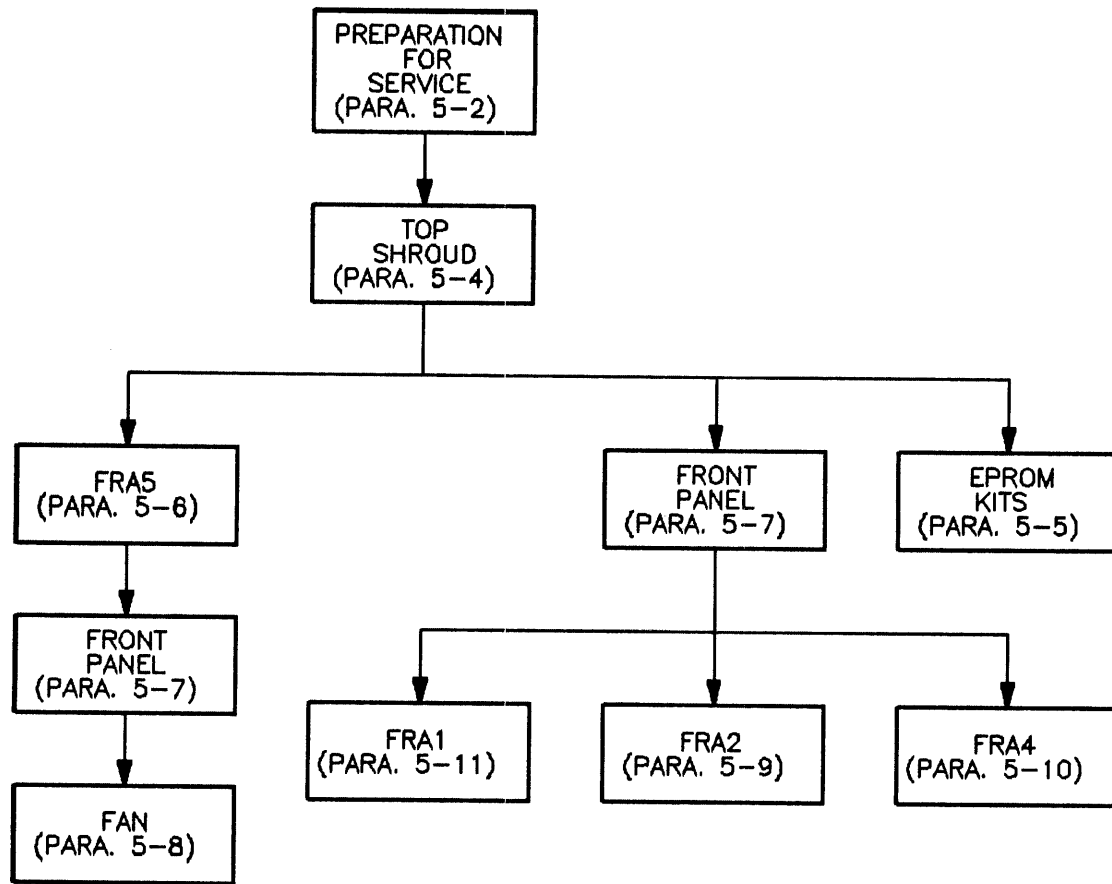 PREPARATION
FOR
SERVICE
(PARA. 5-2)
TOP
SHROUD
(PARA. 5-4)
FRA5
(PARA. 5-6)
FRONT
PANEL
(PARA. 5-7)
EPROM
KITS
(PARA. 5-5)
FRONT
PANEL
(PARA. 5-7)
FRA1
(PARA. 5-11)
FRA2
(PARA. 5-9)
FRA4
(PARA. 5-10)
FAN
(PARA. 5-8)